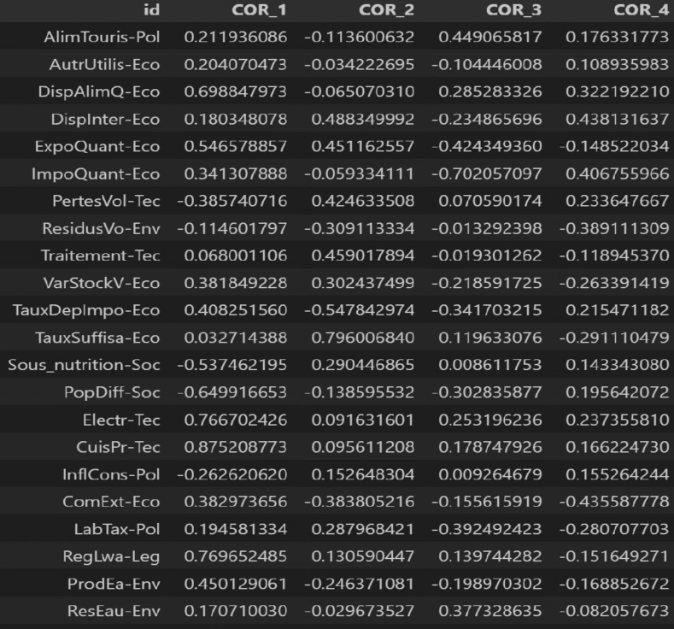 id COR_1 COR_2 COR_3 COR_4
AlimTouris-Pol 0.211936086 -0.113600632 0.449065817 0.176331773
AutrUtilis-Eco 0.204070473 -0.034222695 -0.104446008 0.108935983
DispAlimQ-Eco 0.698847973 -0.065070310 0.285283326 0.322192210
DispInter-Eco 0.180348078 0.488349992 -0.234865696 0.438131637
ExpoQuant-Eco 0.546578857 0.451162557 -0.424349360 -0.148522034
ImpoQuant-Eco 0.341307888 -0.059334111 -0.702057097 0.406755966
PertesVol-Tec -0.385740716 0.424633508 0.070590174 0.233647667
ResidusVo-Env -0.114601797 -0.309113334 -0.013292398 -0.389111309
Traitement-Tec 0.068001106 0.459017894 -0.019301262 -0.118945370
VarStockV-Eco 0.381849228 0.302437499 -0.218591725 -0.263391419
TauxDepImpo-Eco 0.408251560 -0.547842974 -0.341703215 0.215471182
TauxSuffisa-Eco 0.032714388 0.796006840 0.119633076 -0.291110479
Sous_nutrition-Soc -0.537462195 0.290446865 0.008611753 0.143343080
PopDiff-Soc -0.649916653 -0.138595532 -0.302835877 0.195642072
Electr-Tec 0.766702426 0.091631601 0.253196236 0.237355810
CuisPr-Tec 0.875208773 0.095611208 0.178747926 0.166224730
InflCons-Pol -0.262620620 0.152648304 0.009264679 0.155264244
ComExt-Eco 0.382973656 -0.383805216 -0.155615919 -0.435587778
LabTax-Pol 0.194581334 0.287968421 -0.392492423 -0.280707703
RegLwa-Leg 0.769652485 0.130590447 0.139744282 -0.151649271
ProdEa-Env 0.450129061 -0.246371081 -0.198970302 -0.168852672
ResEau-Env 0.170710030 -0.029673527 0.377328635 -0.082057673